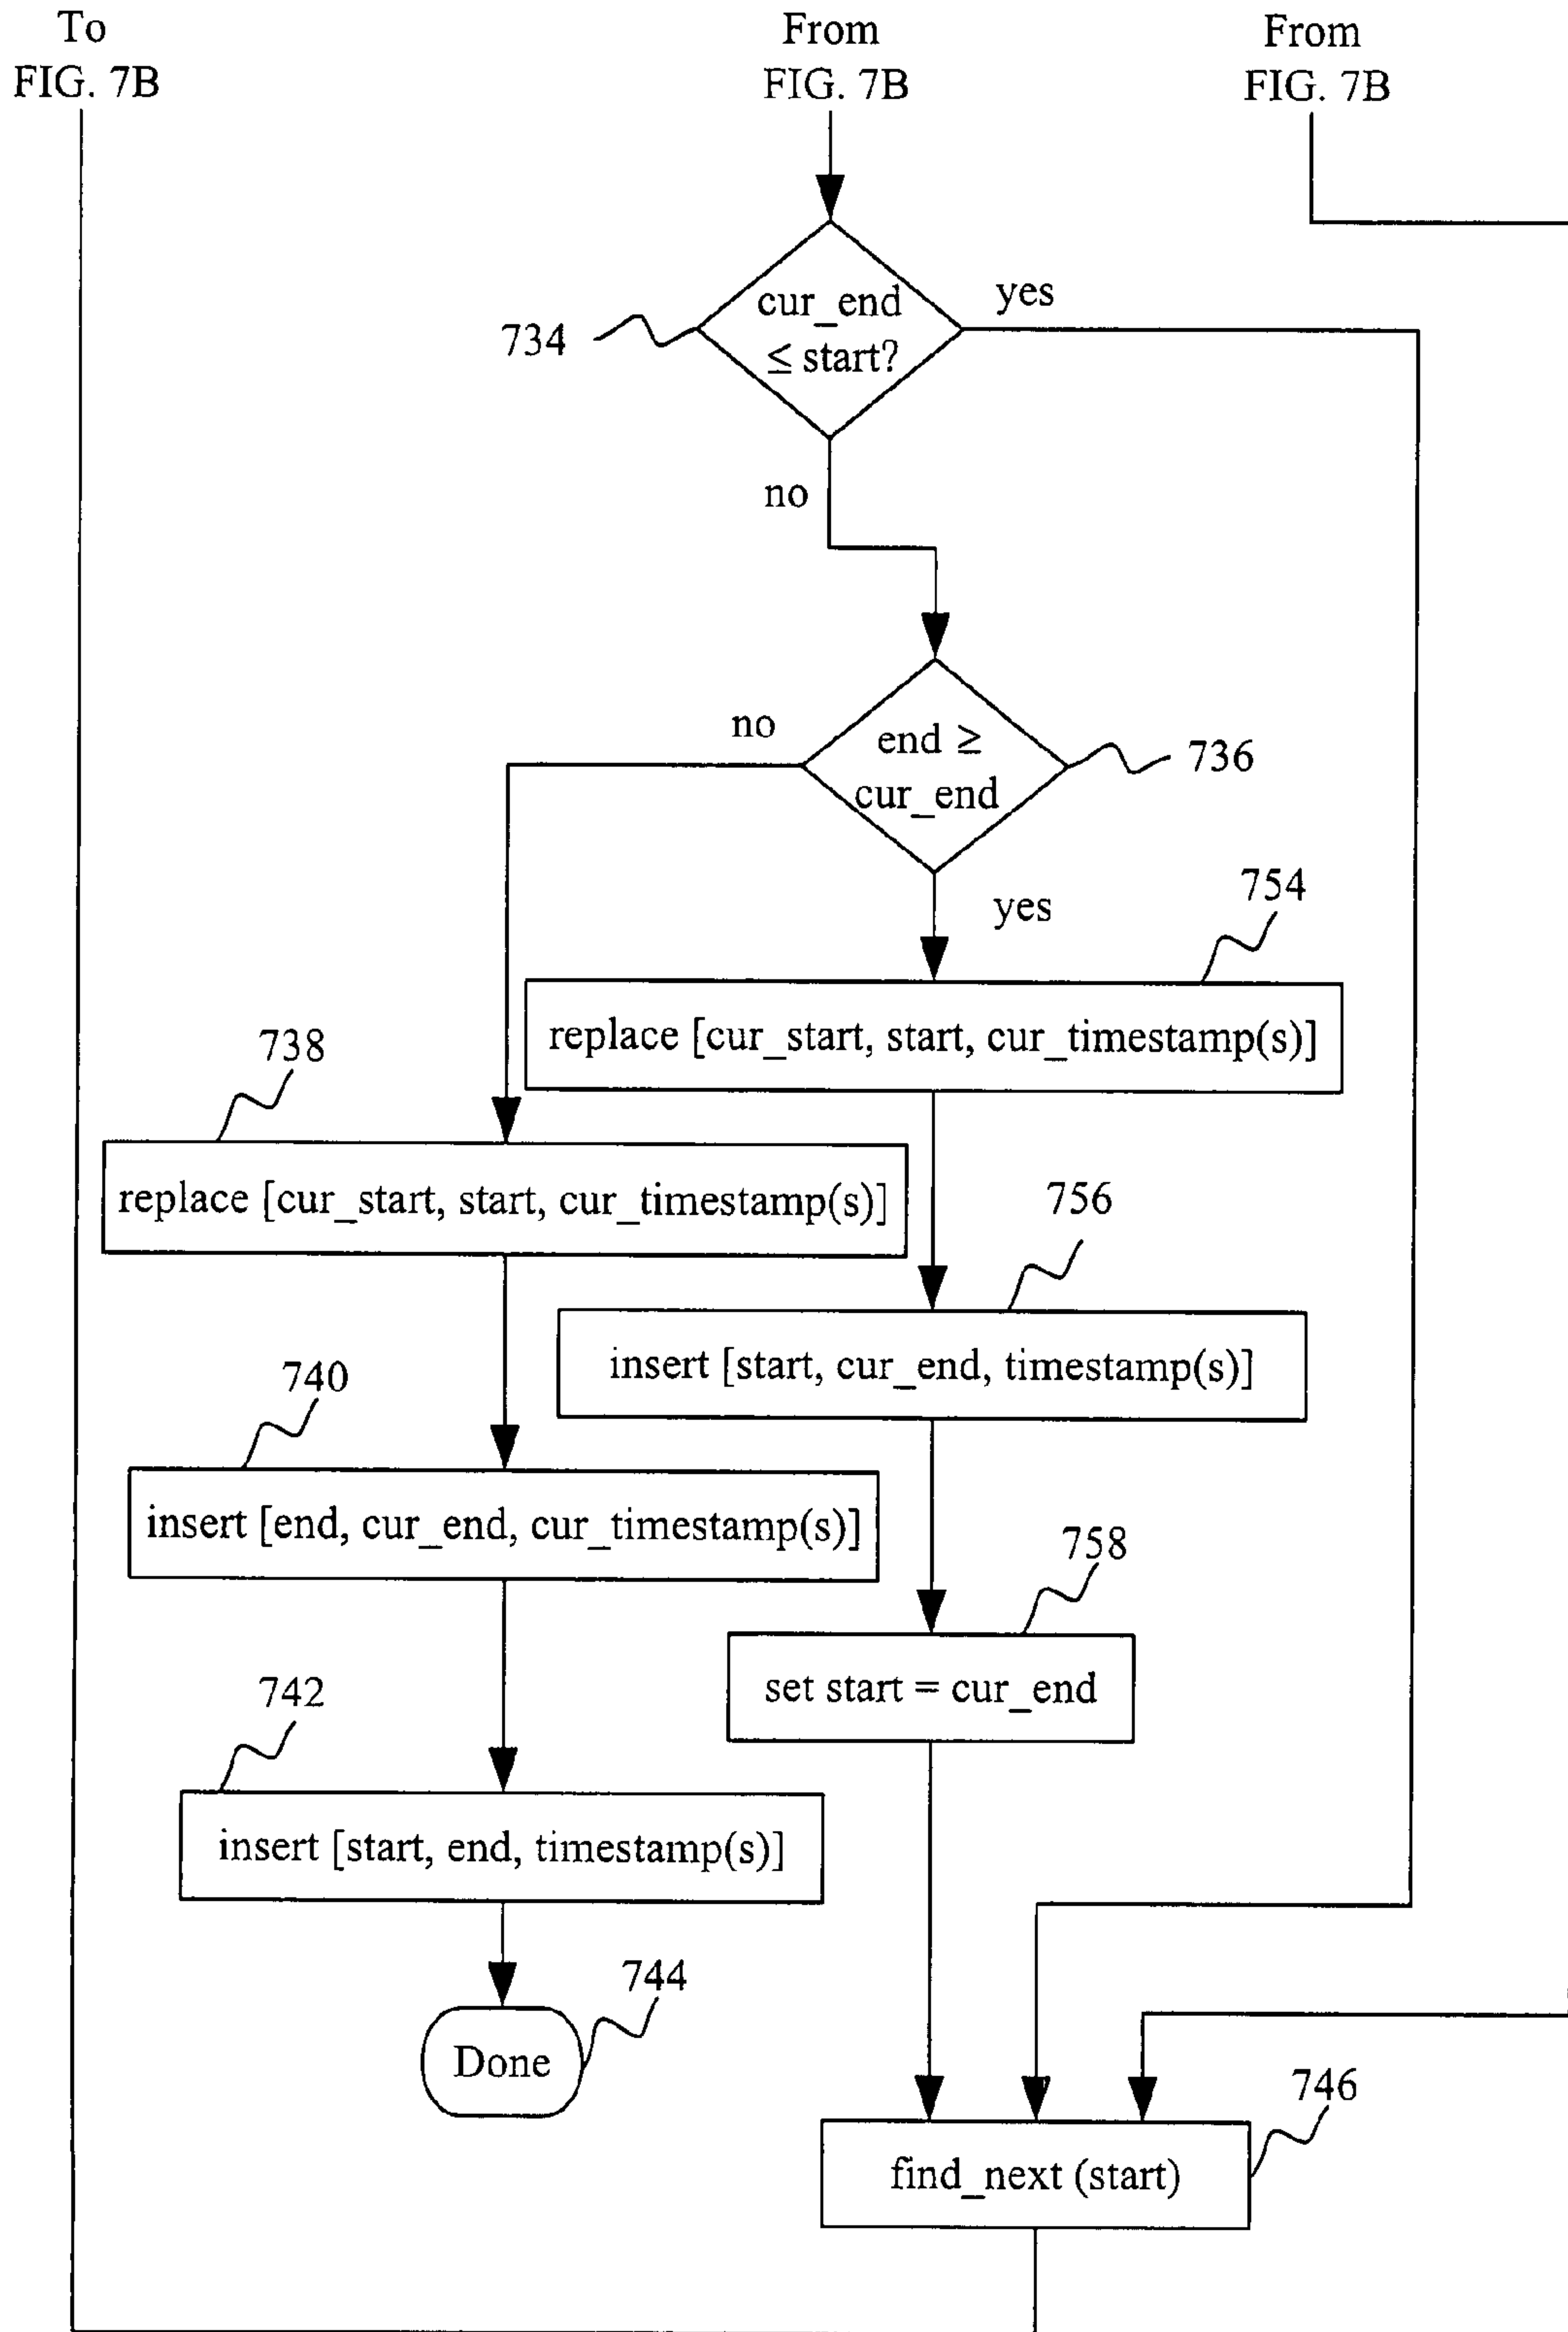 To
FIG. 7B
From
FIG. 7B
From
FIG. 7B
cur_end
≤ start?
yes
734
no
end ≥
cur_end
no
736
yes
754
replace [cur_start, start, cur_timestamp(s)]
738
replace [cur_start, start, cur_timestamp(s)]
756
insert [start, cur_end, timestamp(s)]
740
insert [end, cur_end, cur_timestamp(s)]
758
set start = cur_end
742
insert [start, end, timestamp(s)]
744
Done
746
find_next (start)